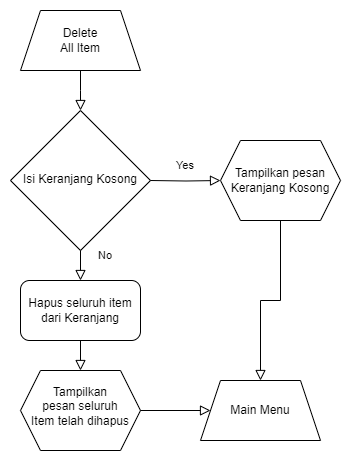 Delete
All Item
Isi Keranjang Kosong
Yes
Tampilkan pesan
Keranjang Kosong
No
Hapus seluruh item
dari Keranjang
Tampilkan
pesan seluruh
Item telah dihapus
Main Menu